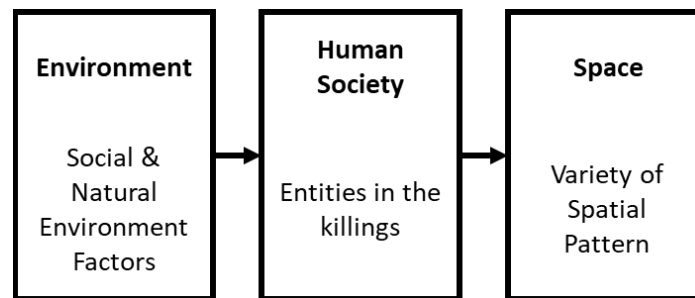 Environment
Social &
Natural
Environment
Factors
Human
Society
Entities in the
killings
Space
Variety of
Spatial
Pattern